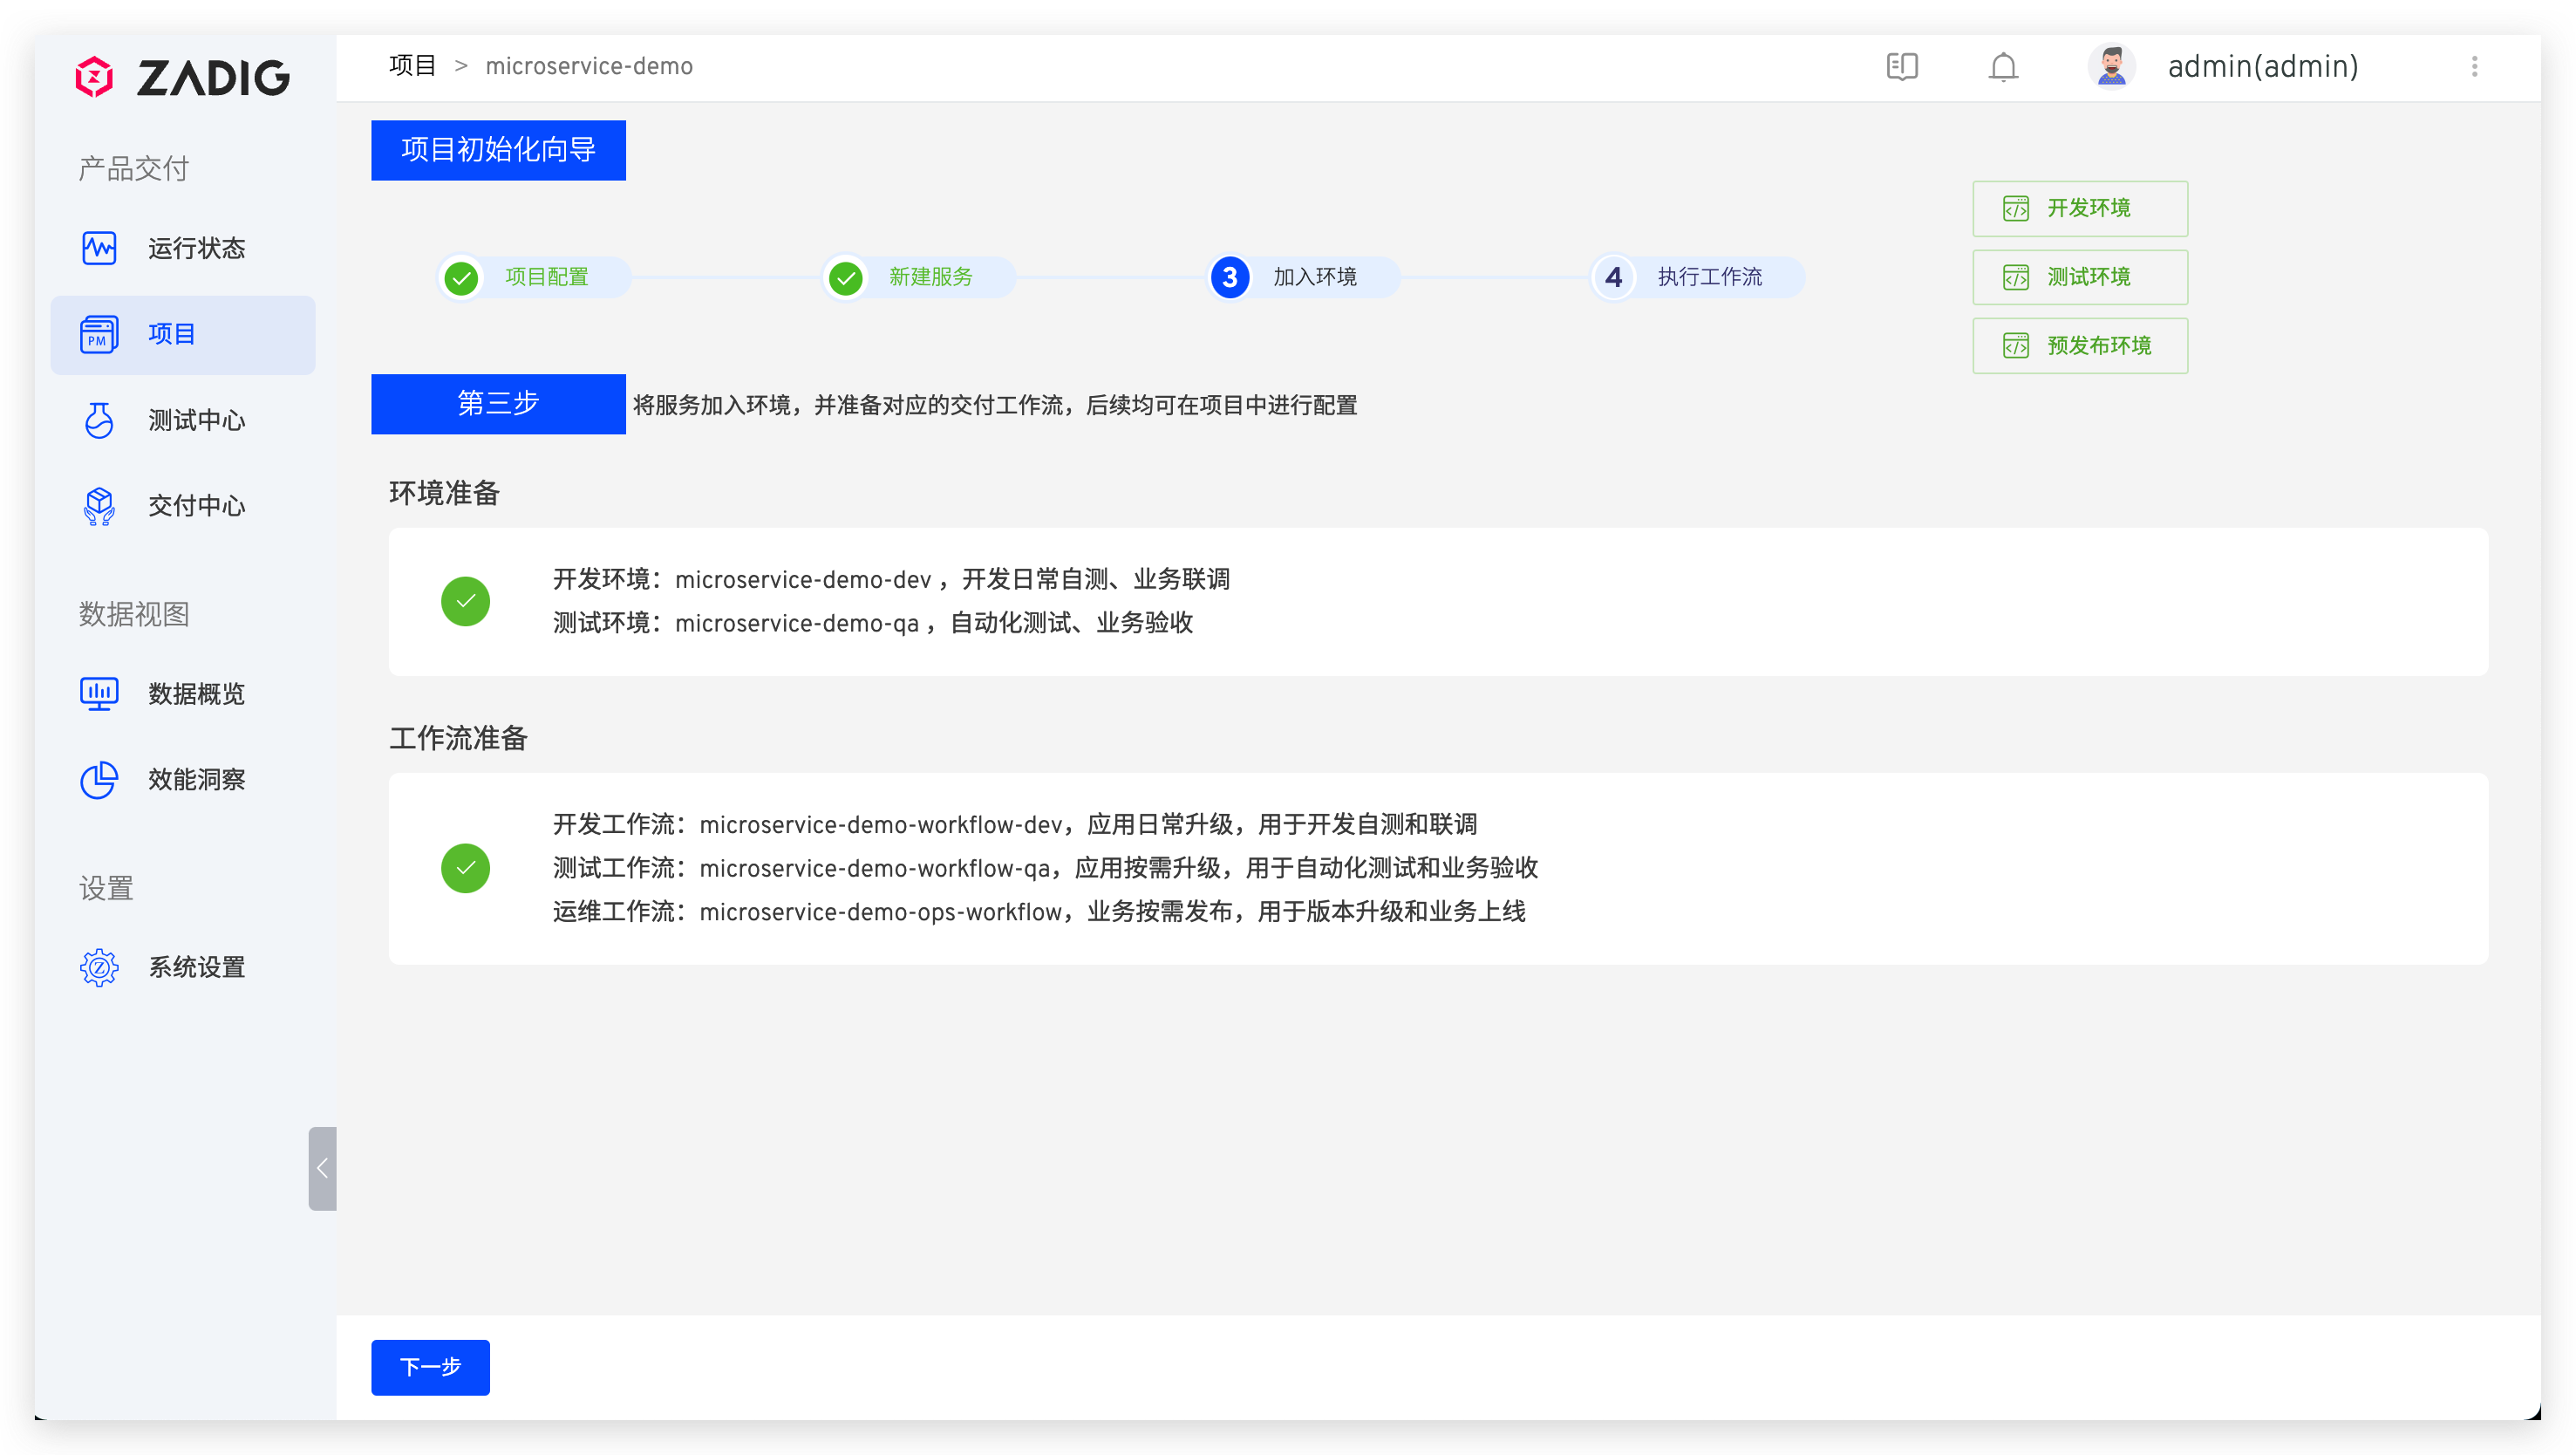 ZADIG
产品交付
运行状态
PM
项目
测试中心
交付中心
数据视图
数据概览
效能洞察
设置
Z
系统设置
项目 > microservice-demo
admin(admin)
项目初始化向导
项目配置
新建服务
3 加入环境
4 执行工作流
开发环境
测试环境
预发布环境
第三步 将服务加入环境，并准备对应的交付工作流，后续均可在项目中进行配置
环境准备
开发环境：microservice-demo-dev ，开发日常自测、业务联调
测试环境：microservice-demo-qa ，自动化测试、业务验收
工作流准备
开发工作流：microservice-demo-workflow-dev，应用日常升级，用于开发自测和联调
测试工作流：microservice-demo-workflow-qa，应用按需升级，用于自动化测试和业务验收
运维工作流：microservice-demo-ops-workflow，业务按需发布，用于版本升级和业务上线
下一步